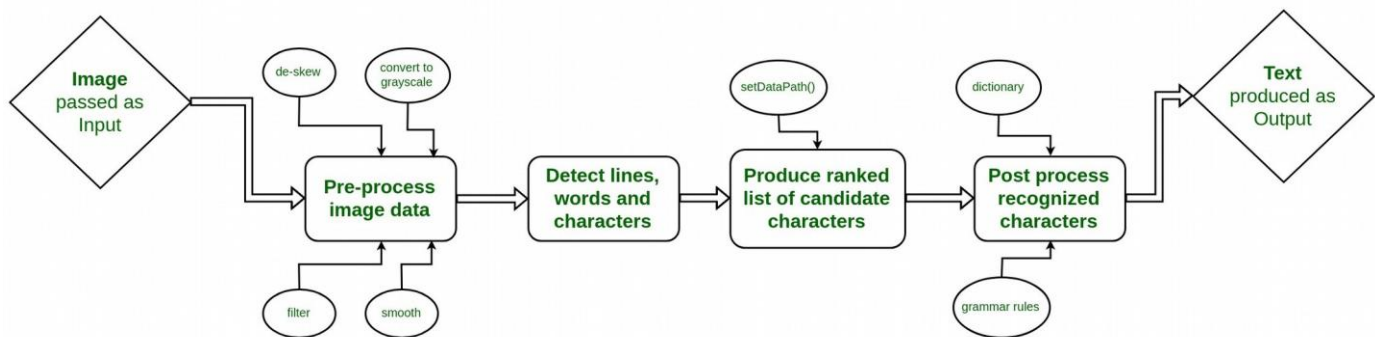 Image
passed as
Input
de-skew
convert to
grayscale
Pre-process
image data
filter
smooth
Detect lines,
words and
characters
setDataPath()
Produce ranked
list of candidate
characters
dictionary
Post process
recognized
characters
grammar rules
Text
produced as
Output